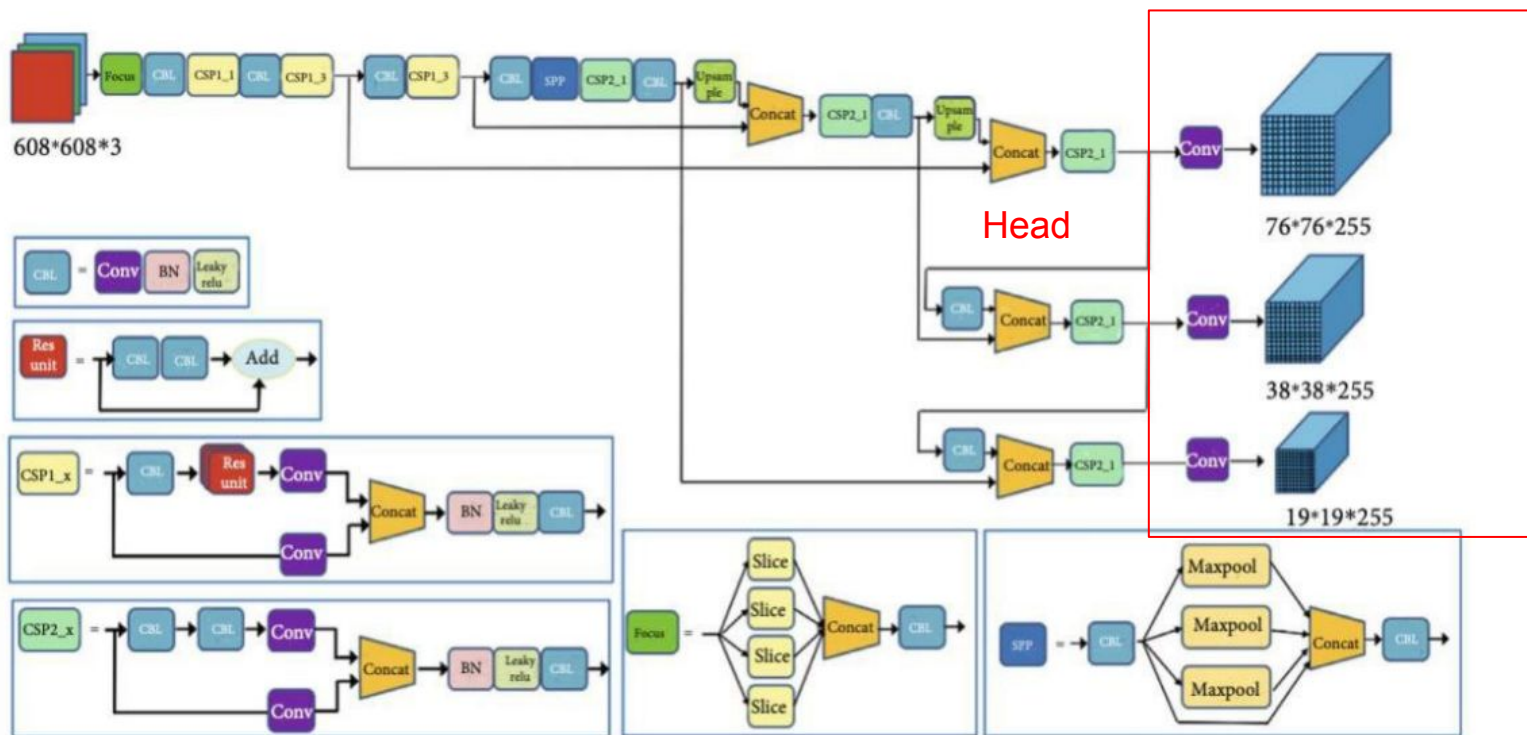 Focus CBL CSP1_1 CBL CSP1_3 CBL CSP1_3 CBL SPP CSP2_1 CBL Upsam
ple
Concat
CSP2_1 CBL Upsam
ple
Concat
CSP2_1
Conv
608*608*3
76*76*255
Head
CBL
Concat
CSP2_1
Conv
38*38*255
CBL
Concat
CSP2_1
Conv
19*19*255
CBL = Conv BN Leaky
relu
Res
unit
= CBL CBL Add
CSP1_x = CBL Res
unit
Conv
Conv
Concat
BN Leaky
relu
CBL
CSP2_x = CBL CBL Conv
Conv
Concat
BN Leaky
relu
CBL
Focus =
Slice
Slice
Slice
Slice
Concat
CBL
SPP = CBL
Maxpool
Maxpool
Maxpool
Concat
CBL